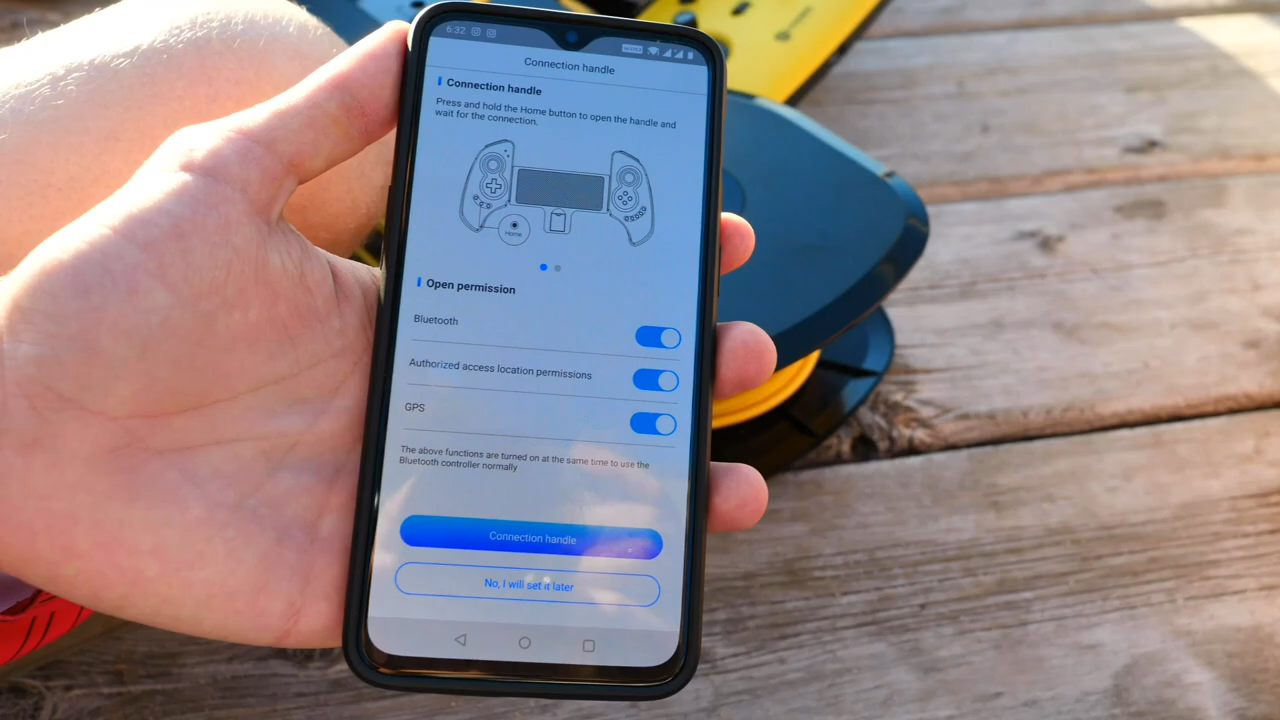 6:32
Connection handle
Connection handle
Press and hold the Home button to open the handle and
wait for the connection.
Home
Open permission
Bluetooth
Authorized access location permissions
GPS
The above functions are turned on at the same time to use the
Bluetooth controller normally
Connection handle
No, I will set it later